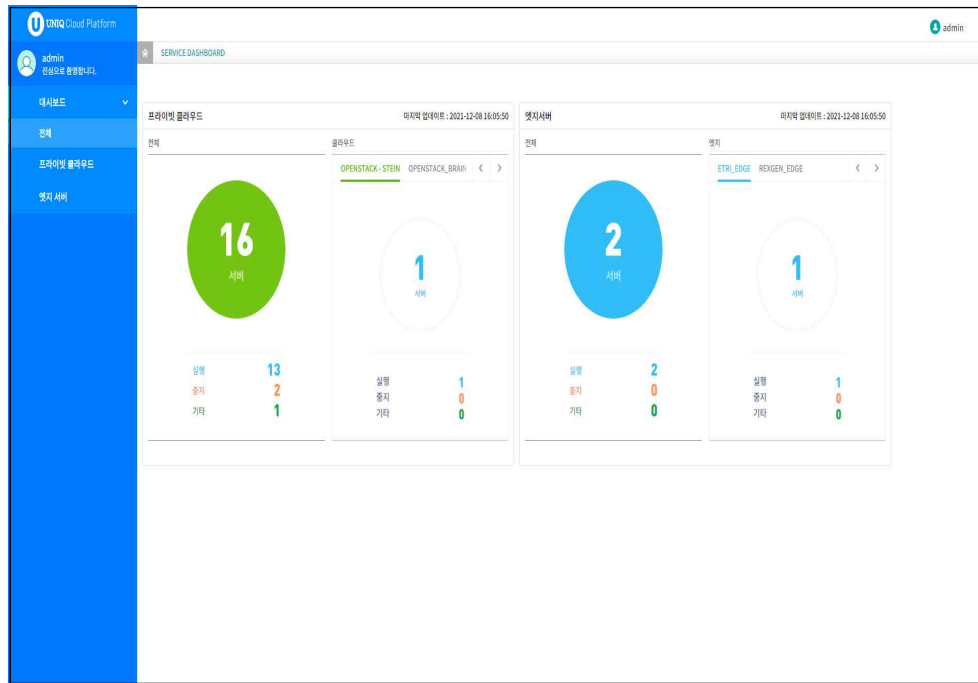 U UNIQ Cloud Platform
admin
admin
진심으로 환영합니다.
SERVICE DASHBOARD
대시보드
전체
프라이빗 클라우드
엣지 서버
프라이빗 클라우드
마지막 업데이트 : 2021-12-08 16:05:50
전체
16
서버
실행 13
중지 2
기타 1
클라우드
OPENSTACK - STEIN OPENSTACK_BRAIN
1
서버
실행 1
중지 0
기타 0
엣지서버
마지막 업데이트 : 2021-12-08 16:05:50
전체
2
서버
실행 2
중지 0
기타 0
엣지
ETRI_EDGE REXGEN_EDGE
1
서버
실행 1
중지 0
기타 0